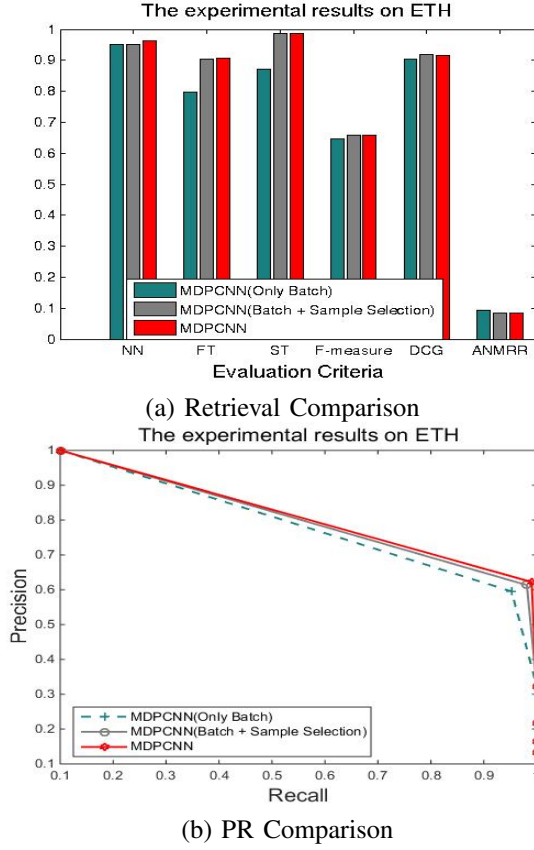 The experimental results on ETH
1
0.9
0.8
0.7
0.6
0.5
0.4
0.3
0.2
0.1
0
MDPCNN(Only Batch)
MDPCNN(Batch + Sample Selection)
MDPCNN
NN FT ST F-measure DCG ANMRR
Evaluation Criteria
(a) Retrieval Comparison
The experimental results on ETH
1
0.9
0.8
0.7
0.6
0.5
0.4
0.3
0.2
0.1
Precision
MDPCNN(Only Batch)
MDPCNN(Batch + Sample Selection)
MDPCNN
0.1 0.2 0.3 0.4 0.5 0.6 0.7 0.8 0.9
Recall
(b) PR Comparison